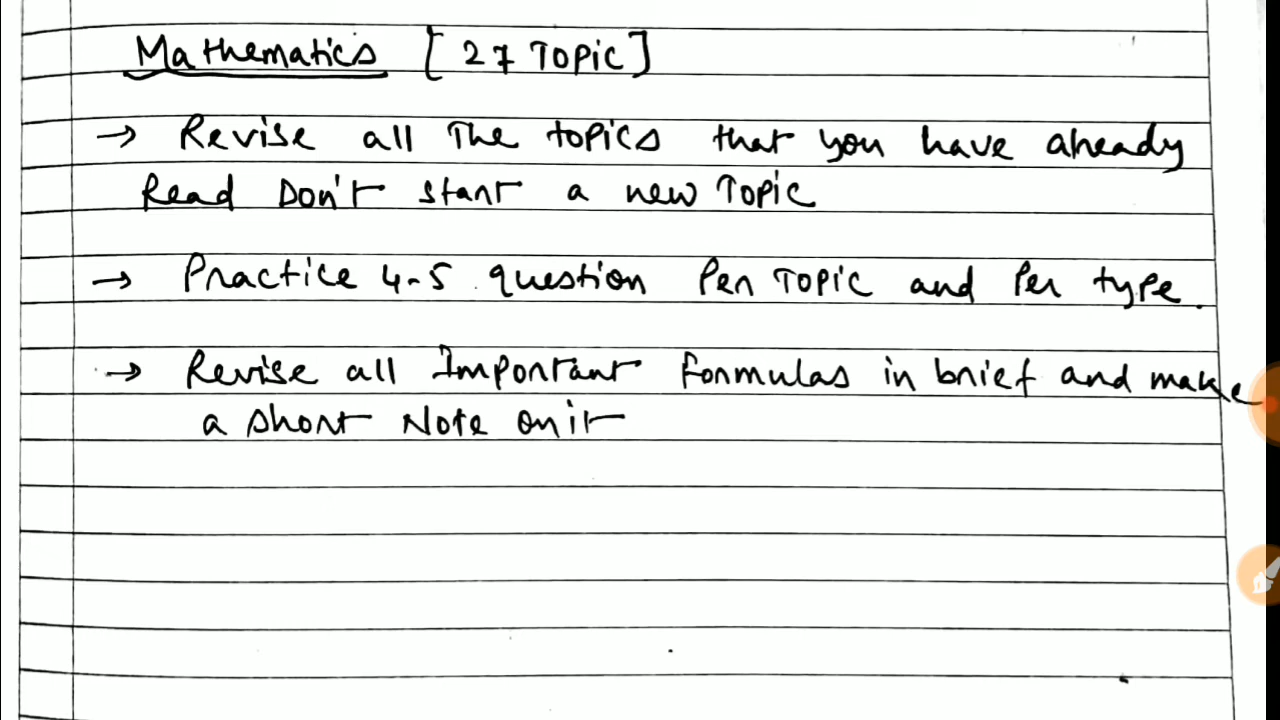 Mathematics [27 Topic]
→ Revise all The topics that you have already
Read Don't start a new Topic
→ Practice 4-5 question Per Topic and Per type.
→ Revise all Important formulas in brief and make
a short Note on it